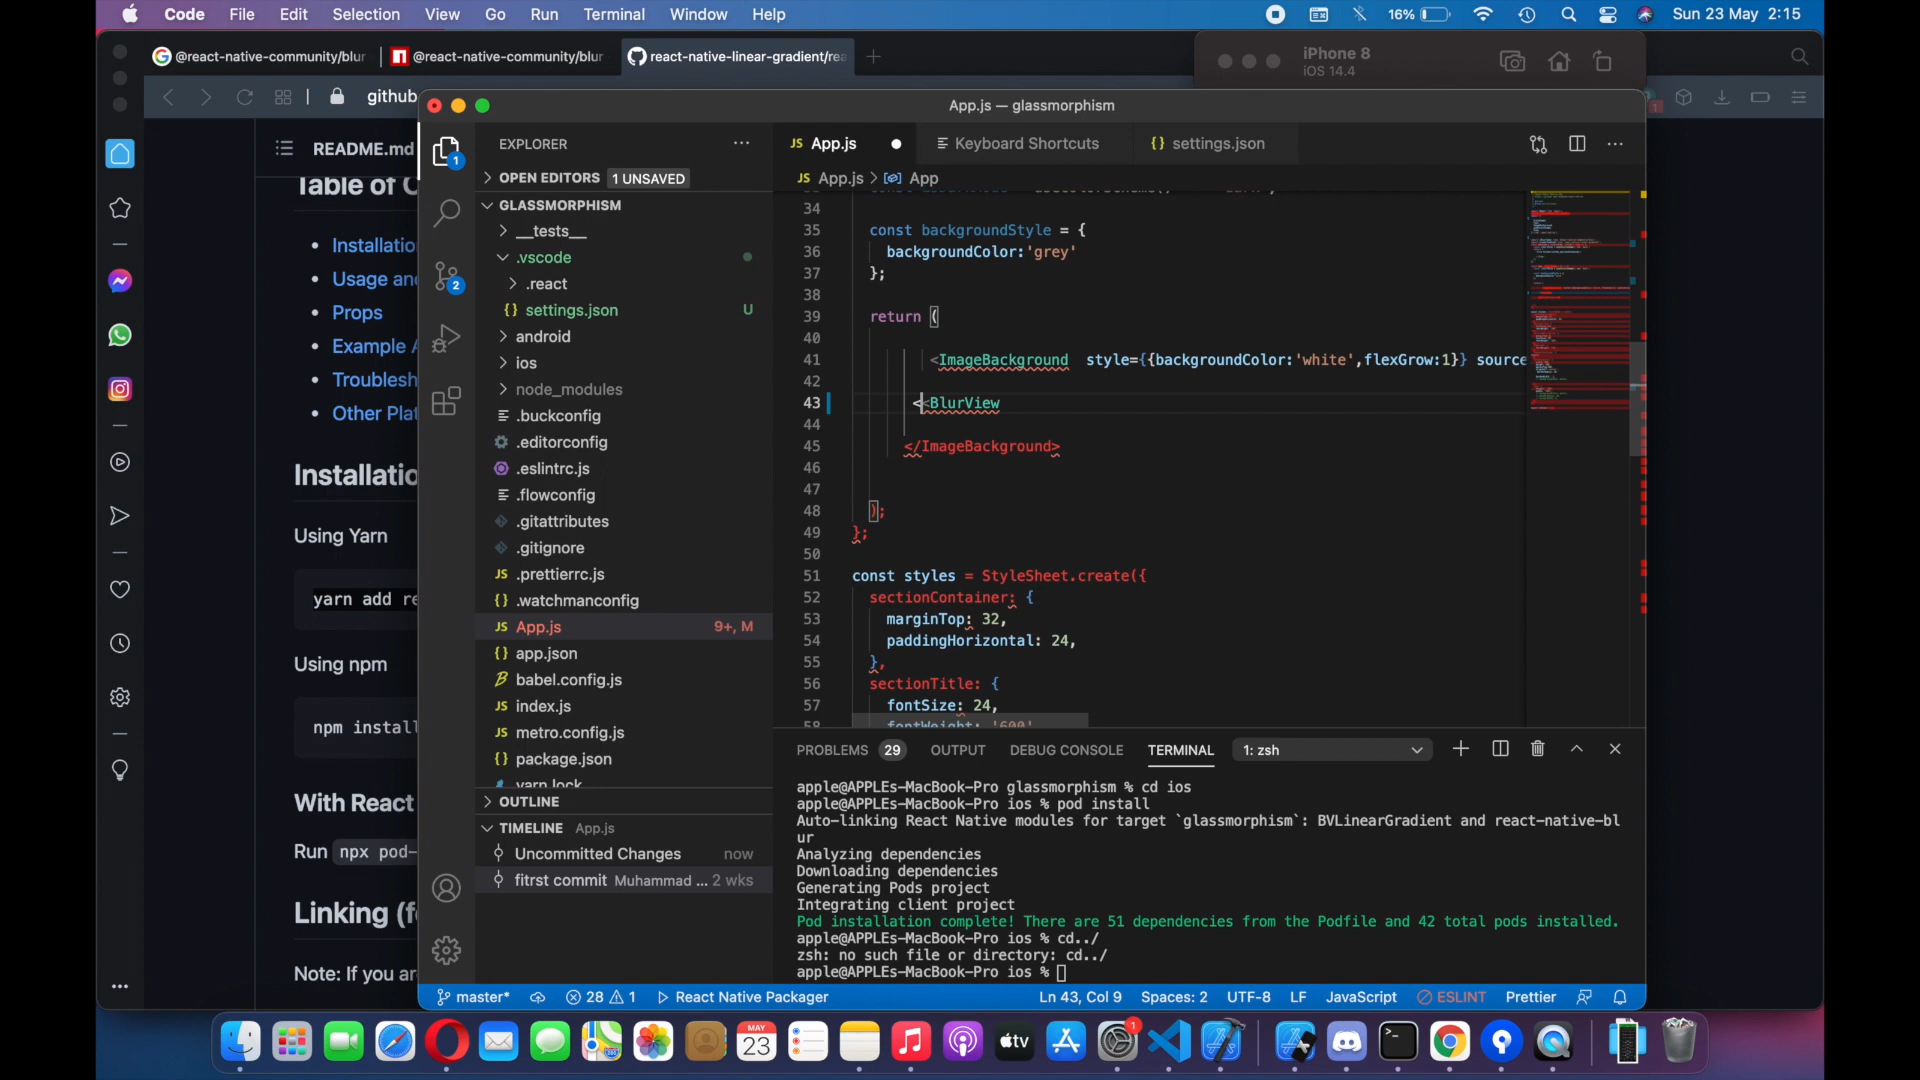 Code File Edit Selection View Go Run Terminal Window Help
16% Sun 23 May 2:15
@react-native-community/blur
@react-native-community/blur
react-native-linear-gradient/rea
iPhone 8
iOS 14.4
github
App.js — glassmorphism
README.md
Table of C
Installatio
Usage and
Props
Example A
Troublesh
Other Plat
Installatio
Using Yarn
yarn add re
Using npm
npm install
With React
Run npx pod-
Linking (f
Note: If you ar
EXPLORER
OPEN EDITORS 1 UNSAVED
GLASSMORPHISM
__tests__
.vscode
.react
settings.json U
android
ios
node_modules
.buckconfig
.editorconfig
.eslintrc.js
.flowconfig
.gitattributes
.gitignore
.prettierrc.js
.watchmanconfig
App.js 9+, M
app.json
babel.config.js
index.js
metro.config.js
package.json
yarn.lock
OUTLINE
TIMELINE App.js
Uncommitted Changes now
fitrst commit Muhammad ... 2 wks
JS App.js Keyboard Shortcuts {} settings.json
JS App.js > App
34
35 const backgroundStyle = {
36 backgroundColor:'grey'
37 };
38
39 return (
40
41 <ImageBackground style={{backgroundColor:'white',flexGrow:1}} source
42
43 <<BlurView
44
45 </ImageBackground>
46
47
48 );
49 };
50
51 const styles = StyleSheet.create({
52 sectionContainer: {
53 marginTop: 32,
54 paddingHorizontal: 24,
55 },
56 sectionTitle: {
57 fontSize: 24,
58 fontWeight: '600'
PROBLEMS 29 OUTPUT DEBUG CONSOLE TERMINAL 1: zsh
apple@APPLEs-MacBook-Pro glassmorphism % cd ios
apple@APPLEs-MacBook-Pro ios % pod install
Auto-linking React Native modules for target `glassmorphism`: BVLinearGradient and react-native-bl
ur
Analyzing dependencies
Downloading dependencies
Generating Pods project
Integrating client project
Pod installation complete! There are 51 dependencies from the Podfile and 42 total pods installed.
apple@APPLEs-MacBook-Pro ios % cd../
zsh: no such file or directory: cd../
apple@APPLEs-MacBook-Pro ios %
master* 28 1 React Native Packager Ln 43, Col 9 Spaces: 2 UTF-8 LF JavaScript ESLINT Prettier
MAY
23
tv
1